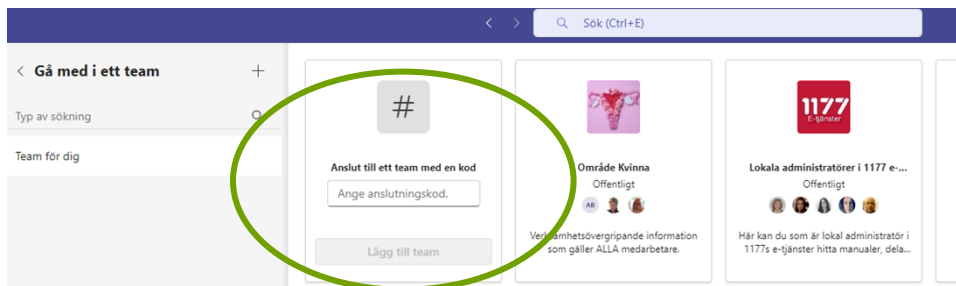 Sök (Ctrl+E)
Gå med i ett team
Typ av sökning
Team för dig
#
Anslut till ett team med en kod
Ange anslutningskod.
Lägg till team
Område Kvinna
Offentligt
AB
Verksamhetsövergripande information
som gäller ALLA medarbetare.
1177
E-tjänster
Lokala administratörer i 1177 e-...
Offentligt
Här kan du som är lokal administratör i
1177s e-tjänster hitta manualer, dela...